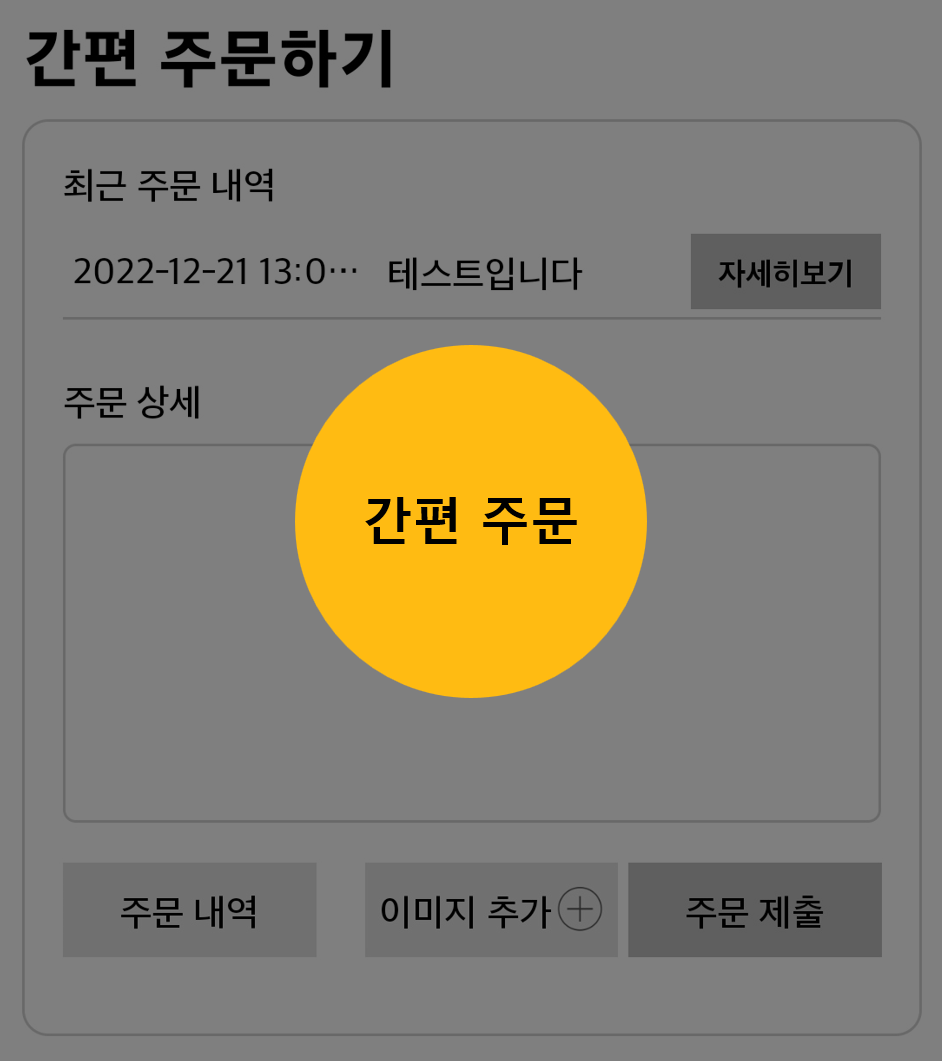 간편 주문하기
최근 주문 내역
2022-12-21 13:0… 테스트입니다 자세히보기
주문 상세
간편 주문
주문 내역 이미지 추가 주문 제출